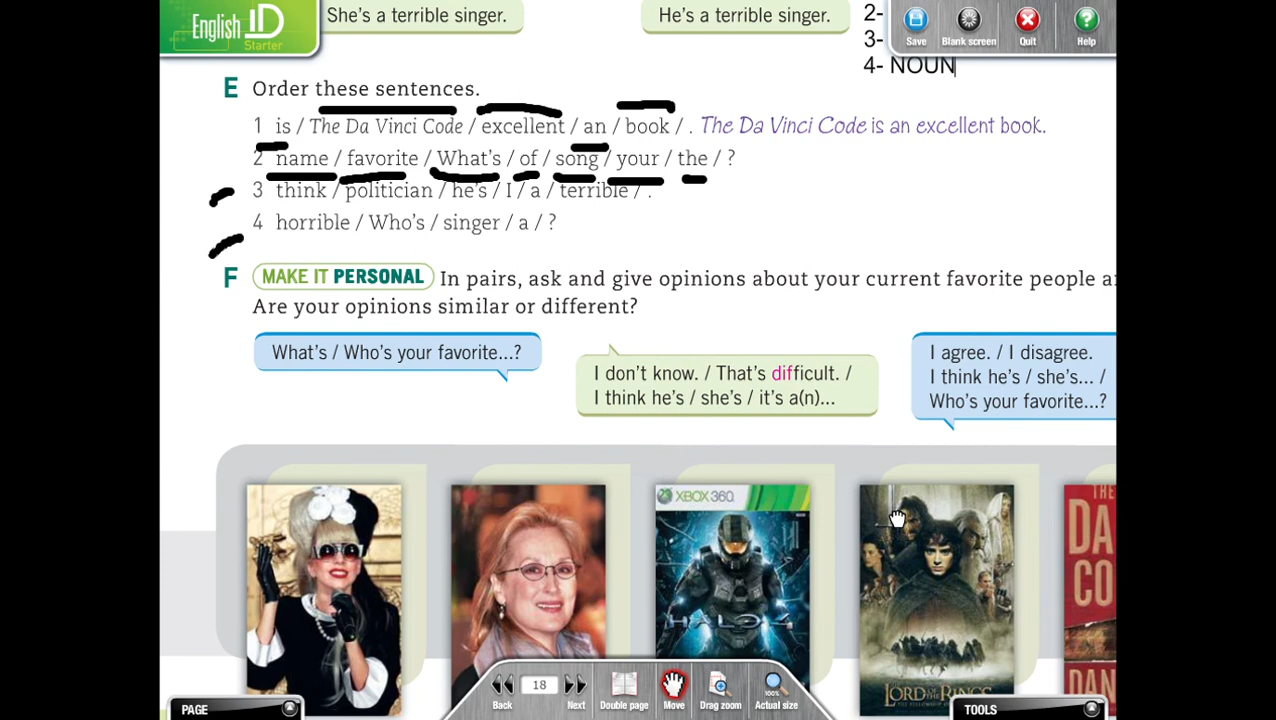 English iD
Starter
She's a terrible singer.
He's a terrible singer.
2-
3-
4- NOUN
Save
Blank screen
Quit
Help
E Order these sentences.
1 is / The Da Vinci Code / excellent / an / book / . The Da Vinci Code is an excellent book.
2 name / favorite / What's / of / song / your / the / ?
3 think / politician / he's / I / a / terrible / .
4 horrible / Who's / singer / a / ?
F MAKE IT PERSONAL In pairs, ask and give opinions about your current favorite people a
Are your opinions similar or different?
What's / Who's your favorite...?
I don't know. / That's difficult. /
I think he's / she's / it's a(n)...
I agree. / I disagree.
I think he's / she's... /
Who's your favorite...?
XBOX 360
HALO 4
LORD OF THE RINGS
THE
DA
CO
DAN
18
Back
Next
Double page
Move
Drag zoom
100%
Actual size
PAGE
TOOLS